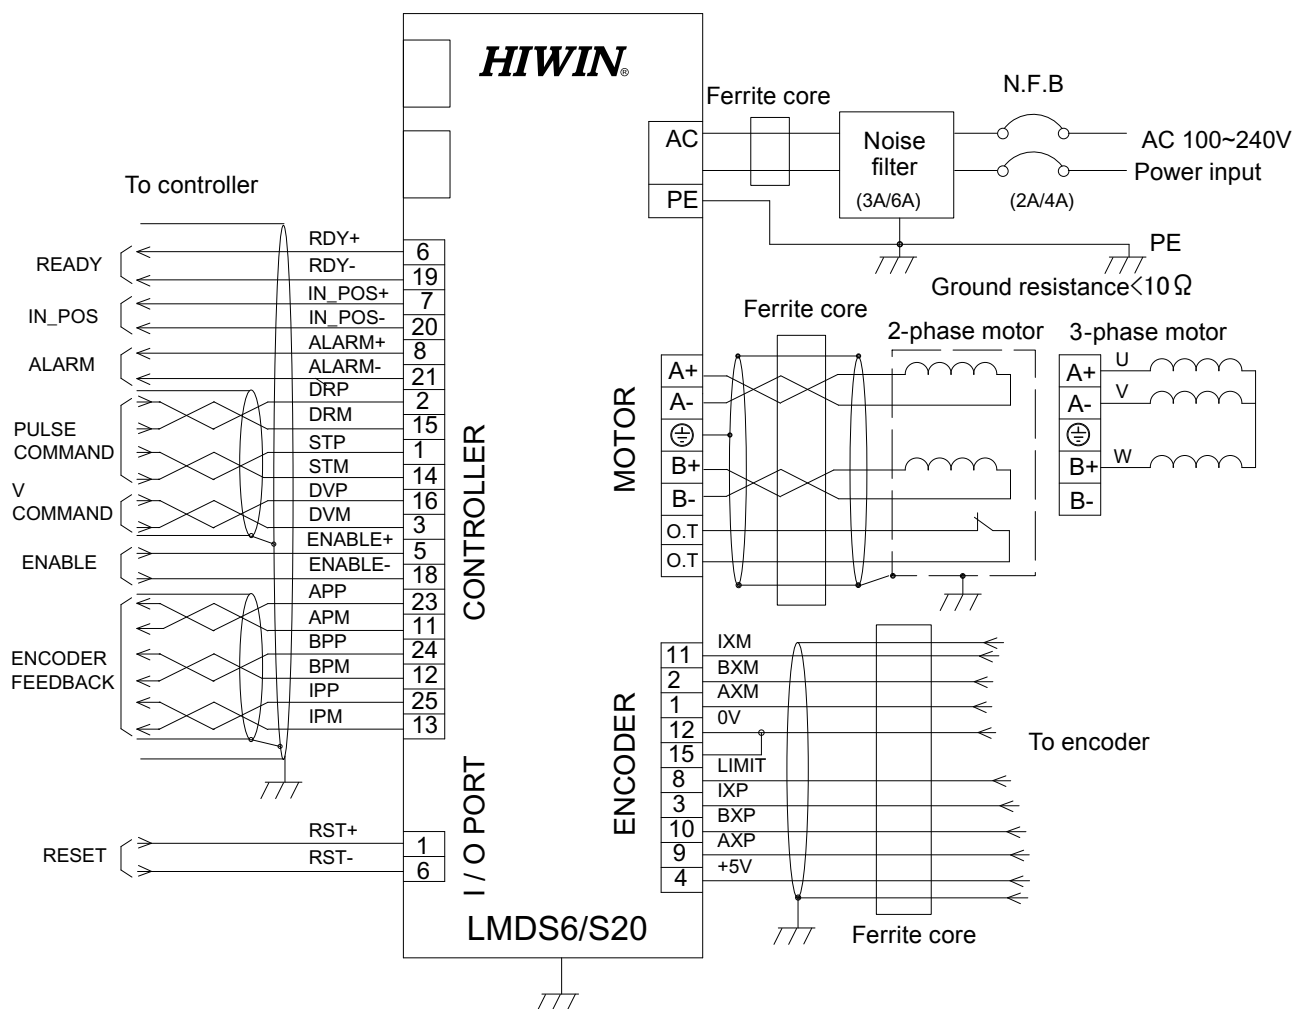 HIWIN®
To controller
READY
IN_POS
ALARM
PULSE
COMMAND
V
COMMAND
ENABLE
ENCODER
FEEDBACK
RESET
RDY+ 6
RDY- 19
IN_POS+ 7
IN_POS- 20
ALARM+ 8
ALARM- 21
DRP 2
DRM 15
STP 1
STM 14
DVP 16
DVM 3
ENABLE+ 5
ENABLE- 18
APP 23
APM 11
BPP 24
BPM 12
IPP 25
IPM 13
RST+ 1
RST- 6
CONTROLLER
I / O PORT
LMDS6/S20
AC
PE
Ferrite core
Noise
filter
(3A/6A)
N.F.B
(2A/4A)
AC 100~240V
Power input
PE
Ground resistance<10Ω
MOTOR
A+
A-
B+
B-
O.T
O.T
Ferrite core
2-phase motor
3-phase motor
A+ U
A- V
B+ W
B-
ENCODER
11 IXM
2 BXM
1 AXM
12 0V
15
8 LIMIT
3 IXP
10 BXP
9 AXP
4 +5V
To encoder
Ferrite core